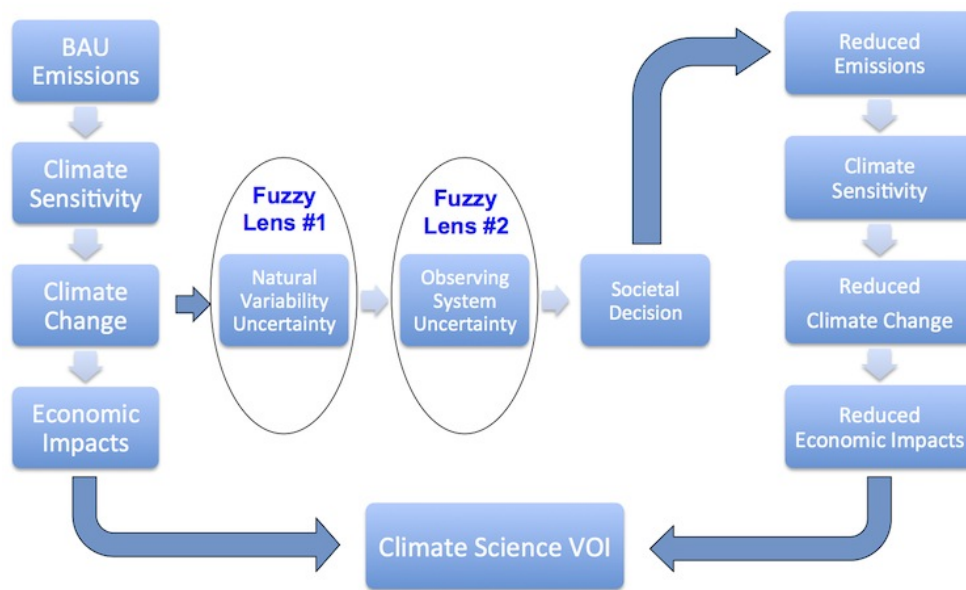 BAU
Emissions
Climate
Sensitivity
Climate
Change
Economic
Impacts
Fuzzy
Lens #1
Natural
Variability
Uncertainty
Fuzzy
Lens #2
Observing
System
Uncertainty
Societal
Decision
Reduced
Emissions
Climate
Sensitivity
Reduced
Climate Change
Reduced
Economic Impacts
Climate Science VOI